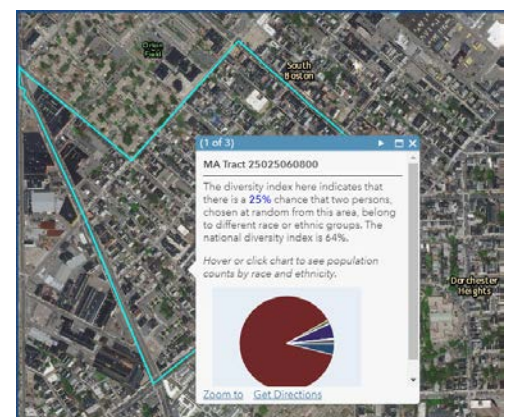 South
Boston
(1 of 3)
MA Tract 25025060800
The diversity index here indicates that
there is a 25% chance that two persons,
chosen at random from this area, belong
to different race or ethnic groups. The
national diversity index is 64%.
Hover or click chart to see population
counts by race and ethnicity.
Dorchester
Heights
Zoom to Get Directions